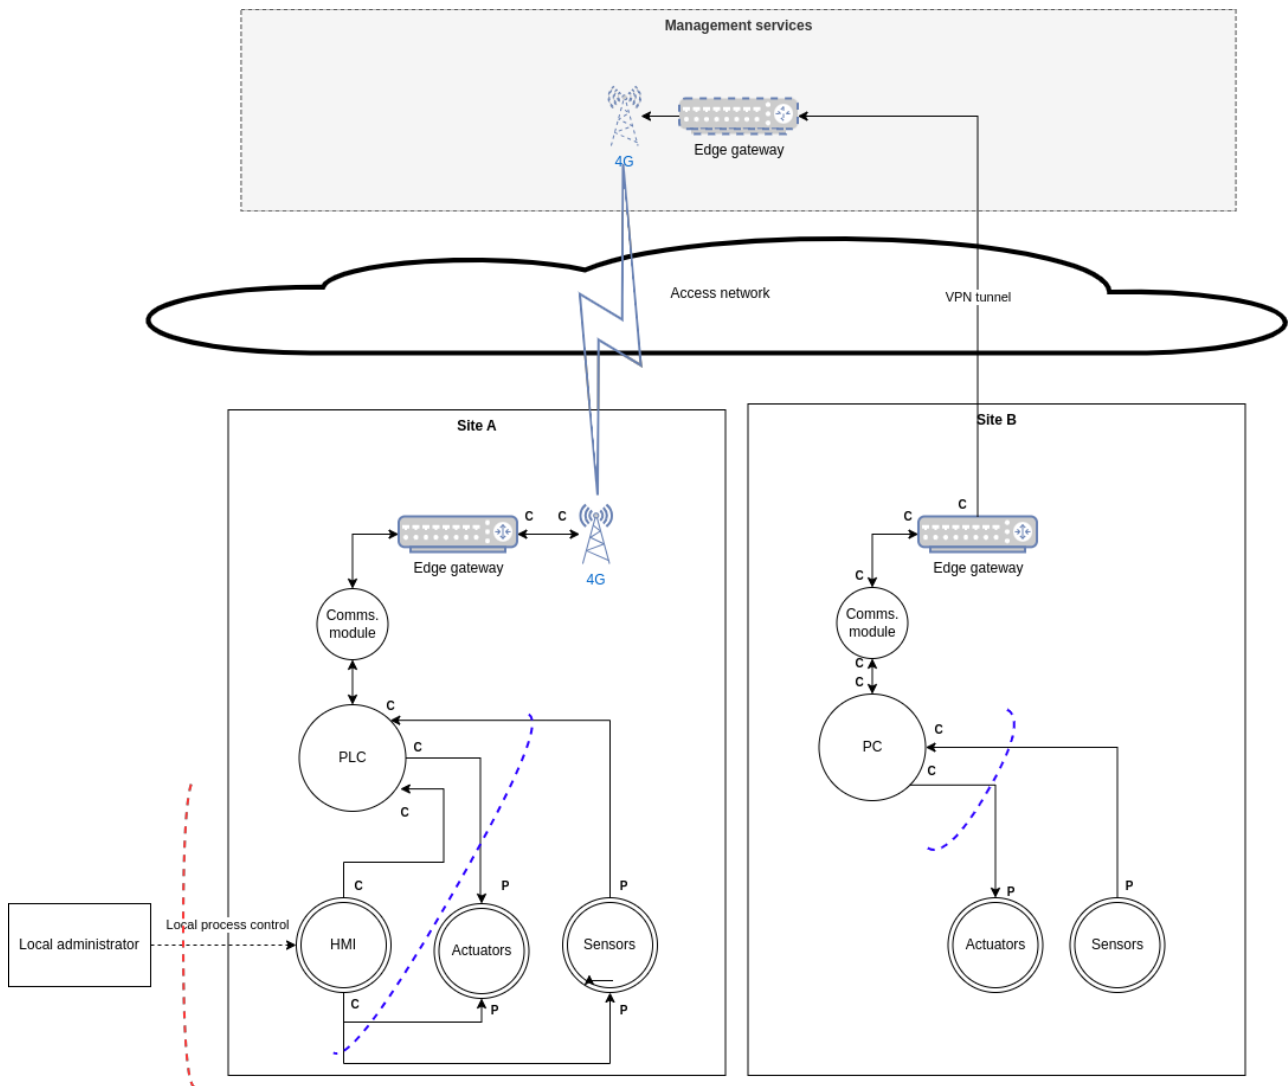 Management services
4G
Edge gateway
Access network
VPN tunnel
Site A
Site B
C
C
Edge gateway
4G
C
C
Edge gateway
Comms.
module
C
Comms.
module
C
C
C
PLC
C
C
PC
C
C
C
P
P
Local administrator
Local process control
HMI
Actuators
Sensors
C
P
P
P
P
Actuators
Sensors